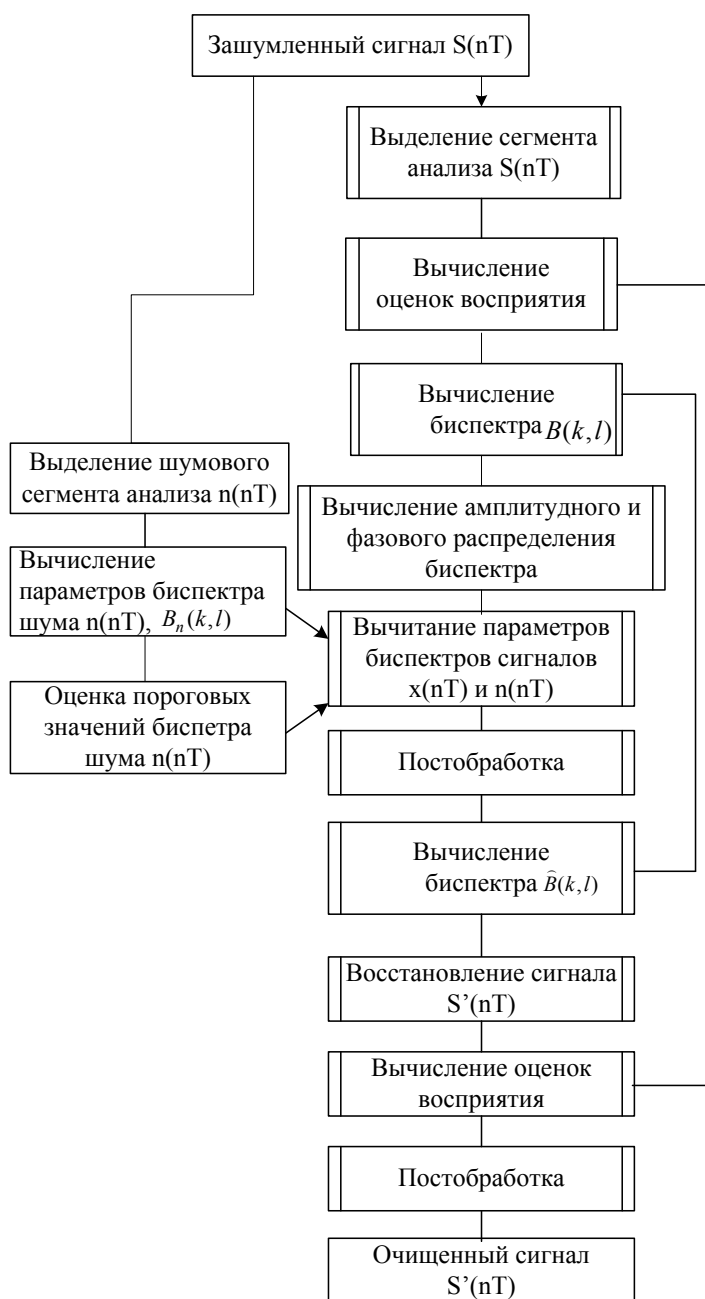 Зашумленный сигнал S(nT)
Выделение сегмента
анализа S(nT)
Вычисление
оценок восприятия
Вычисление
биспектра B(k,l)
Выделение шумового
сегмента анализа n(nT)
Вычисление амплитудного и
фазового распределения
биспектра
Вычисление
параметров биспектра
шума n(nT), Bₙ(k,l)
Вычитание параметров
биспектров сигналов
x(nT) и n(nT)
Оценка пороговых
значений биспетра
шума n(nT)
Постобработка
Вычисление
биспектра B̂(k,l)
Восстановление сигнала
S’(nT)
Вычисление оценок
восприятия
Постобработка
Очищенный сигнал
S’(nT)